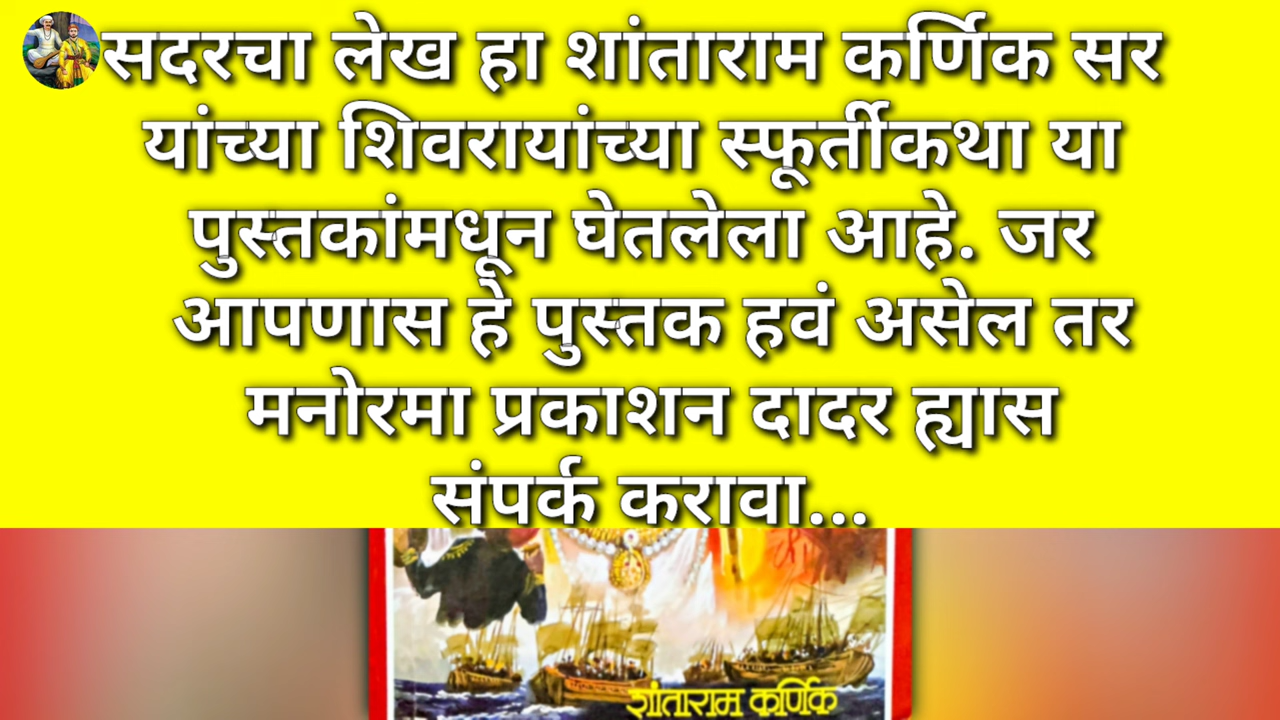 सदरचा लेख हा शांताराम कर्णिक सर
यांच्या शिवरायांच्या स्फूर्तीकथा या
पुस्तकांमधून घेतलेला आहे. जर
आपणास हे पुस्तक हवं असेल तर
मनोरमा प्रकाशन दादर ह्यास
संपर्क करावा...
शांताराम कर्णिक